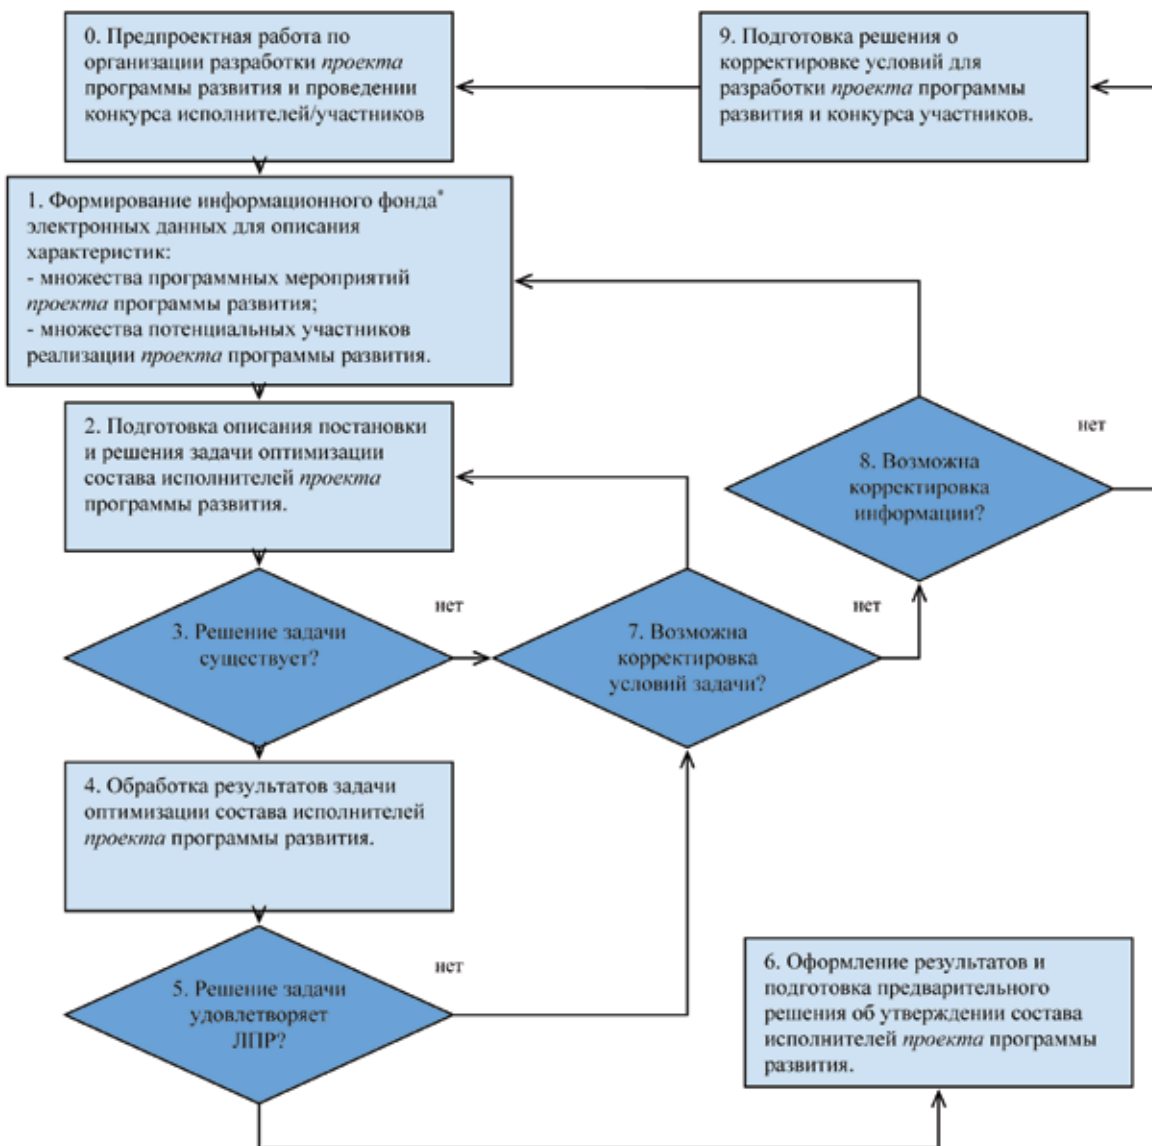 0. Предпроектная работа по
организации разработки проекта
программы развития и проведении
конкурса исполнителей/участников
9. Подготовка решения о
корректировке условий для
разработки проекта программы
развития и конкурса участников.
1. Формирование информационного фонда*
электронных данных для описания
характеристик:
- множества программных мероприятий
проекта программы развития;
- множества потенциальных участников
реализации проекта программы развития.
2. Подготовка описания постановки
и решения задачи оптимизации
состава исполнителей проекта
программы развития.
8. Возможна
корректировка
информации?
нет
3. Решение задачи
существует?
нет
7. Возможна
корректировка
условий задачи?
нет
4. Обработка результатов задачи
оптимизации состава исполнителей
проекта программы развития.
5. Решение задачи
удовлетворяет
ЛПР?
нет
6. Оформление результатов и
подготовка предварительного
решения об утверждении состава
исполнителей проекта программы
развития.